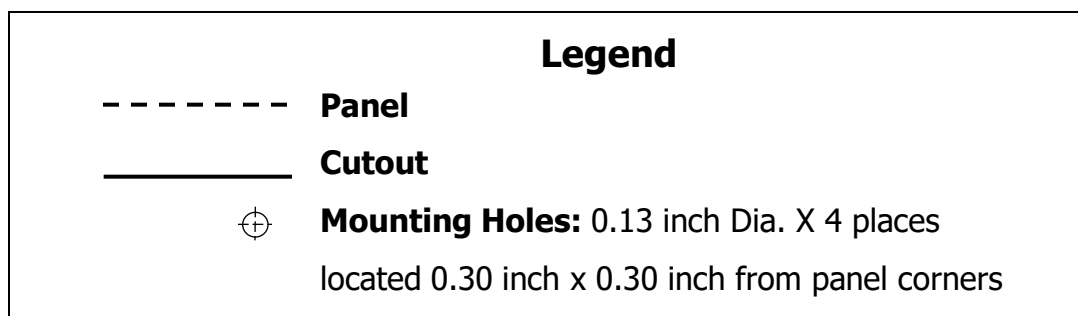 Legend
Panel
Cutout
Mounting Holes: 0.13 inch Dia. X 4 places
located 0.30 inch x 0.30 inch from panel corners